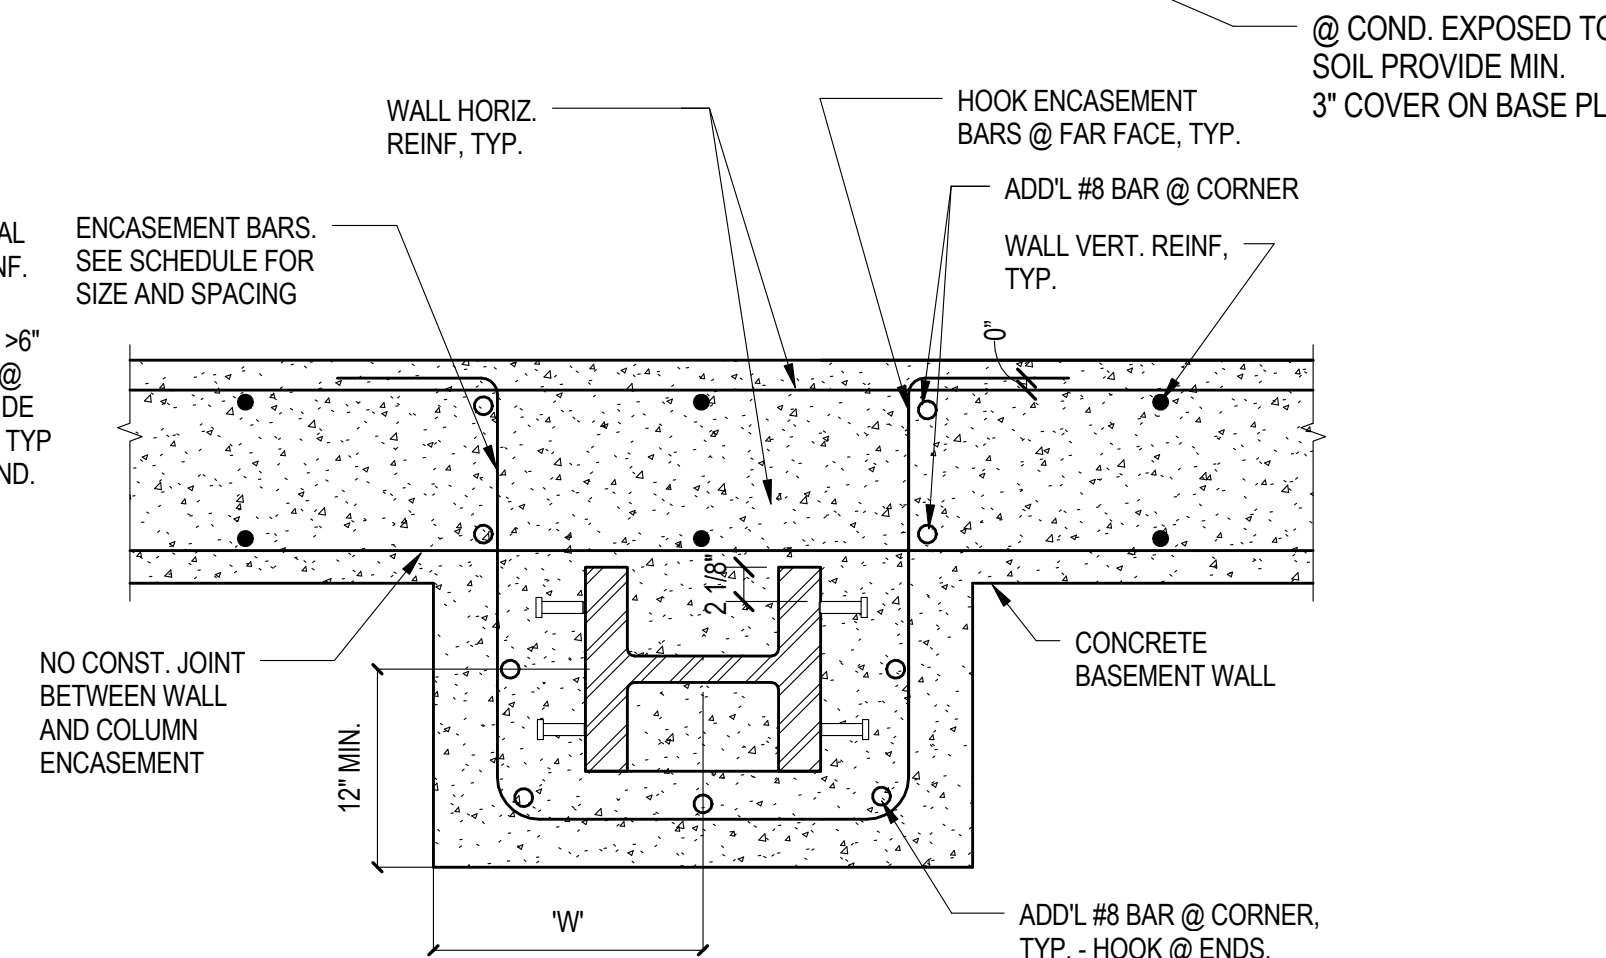 @ COND. EXPOSED TO
SOIL PROVIDE MIN.
3" COVER ON BASE PL
WALL HORIZ.
REINF, TYP.
HOOK ENCASEMENT
BARS @ FAR FACE, TYP.
ADD'L #8 BAR @ CORNER
WALL VERT. REINF,
TYP.
AL
NF.
ENCASEMENT BARS.
SEE SCHEDULE FOR
SIZE AND SPACING
>6"
@
DE
TYP
ND.
0"
2 1/8"
NO CONST. JOINT
BETWEEN WALL
AND COLUMN
ENCASEMENT
12" MIN.
CONCRETE
BASEMENT WALL
'W'
ADD'L #8 BAR @ CORNER,
TYP. - HOOK @ ENDS.